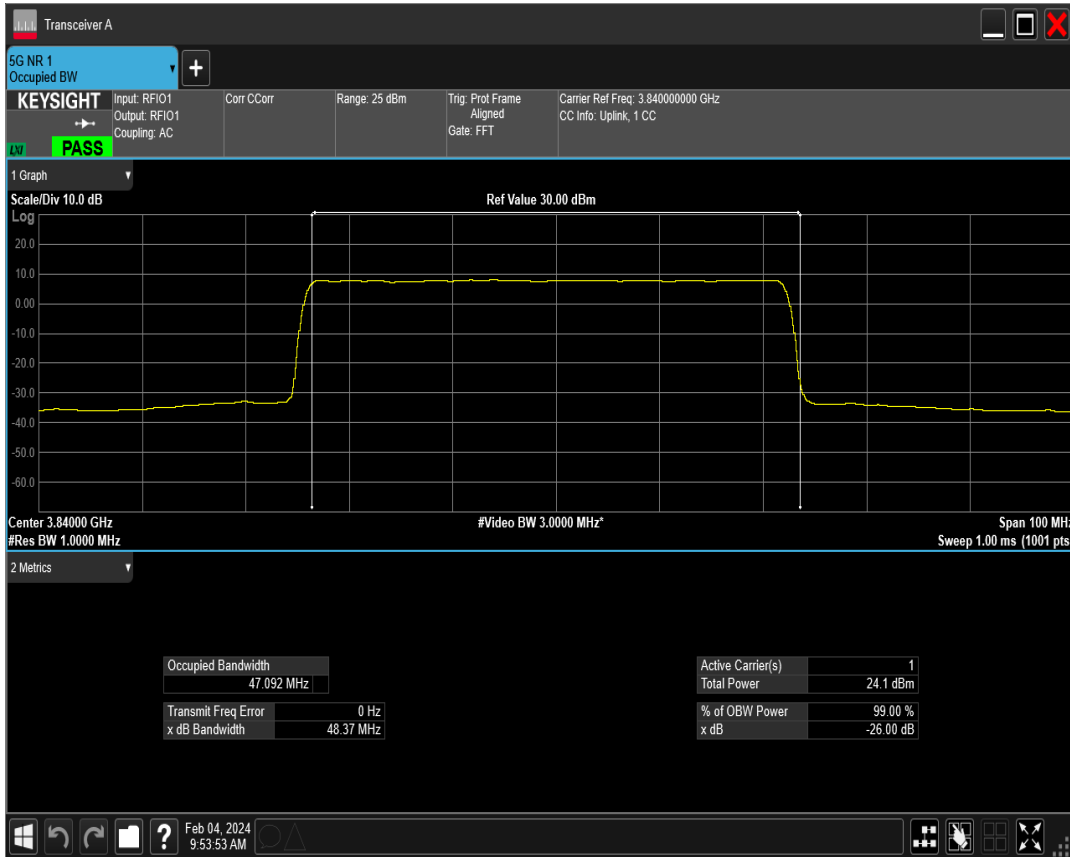 Transceiver A
5G NR 1
Occupied BW
KEYSIGHT
LXI
PASS
Input: RFIO1
Output: RFIO1
Coupling: AC
Corr CCorr
Range: 25 dBm
Trig: Prot Frame
Aligned
Gate: FFT
Carrier Ref Freq: 3.840000000 GHz
CC Info: Uplink, 1 CC
1 Graph
Scale/Div 10.0 dB
Ref Value 30.00 dBm
Log
20.0
10.0
0.00
-10.0
-20.0
-30.0
-40.0
-50.0
-60.0
Center 3.84000 GHz
#Video BW 3.0000 MHz*
Span 100 MHz
#Res BW 1.0000 MHz
Sweep 1.00 ms (1001 pts
2 Metrics
Occupied Bandwidth
47.092 MHz
Transmit Freq Error 0 Hz
x dB Bandwidth 48.37 MHz
Active Carrier(s) 1
Total Power 24.1 dBm
% of OBW Power 99.00 %
x dB -26.00 dB
?
Feb 04, 2024
9:53:53 AM